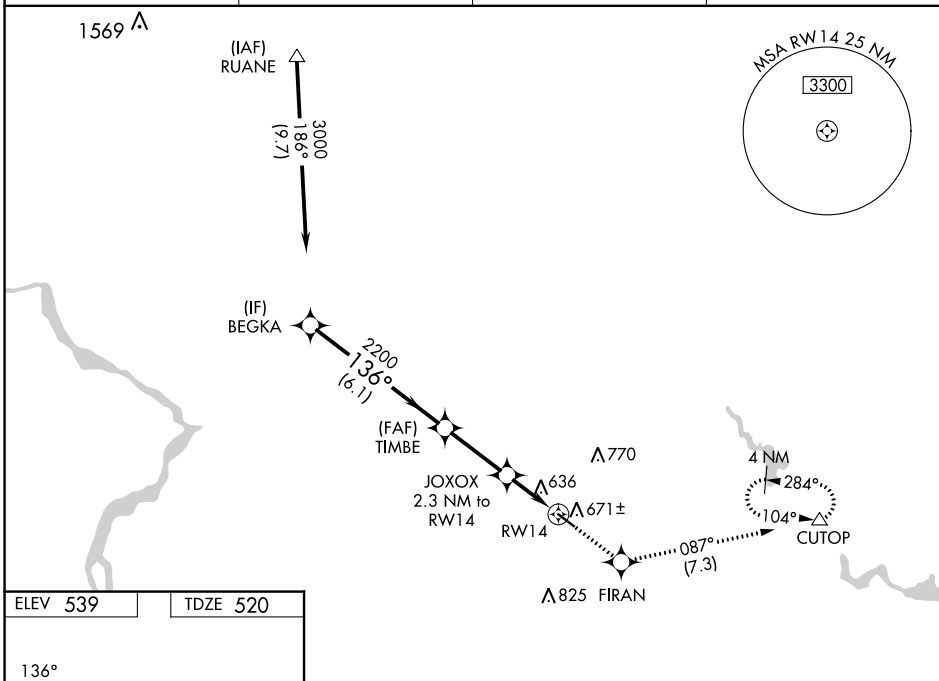 1569
(IAF)
RUANE
3000
186°
(9.7)
MSA RW14 25 NM
3300
(IF)
BEGKA
2200
136°
(6.1)
(FAF)
TIMBE
JOXOX
2.3 NM to
RW14
636
770
671±
RW14
4 NM
284°
104°
CUTOP
087°
(7.3)
825
FIRAN
ELEV 539
TDZE 520
136°